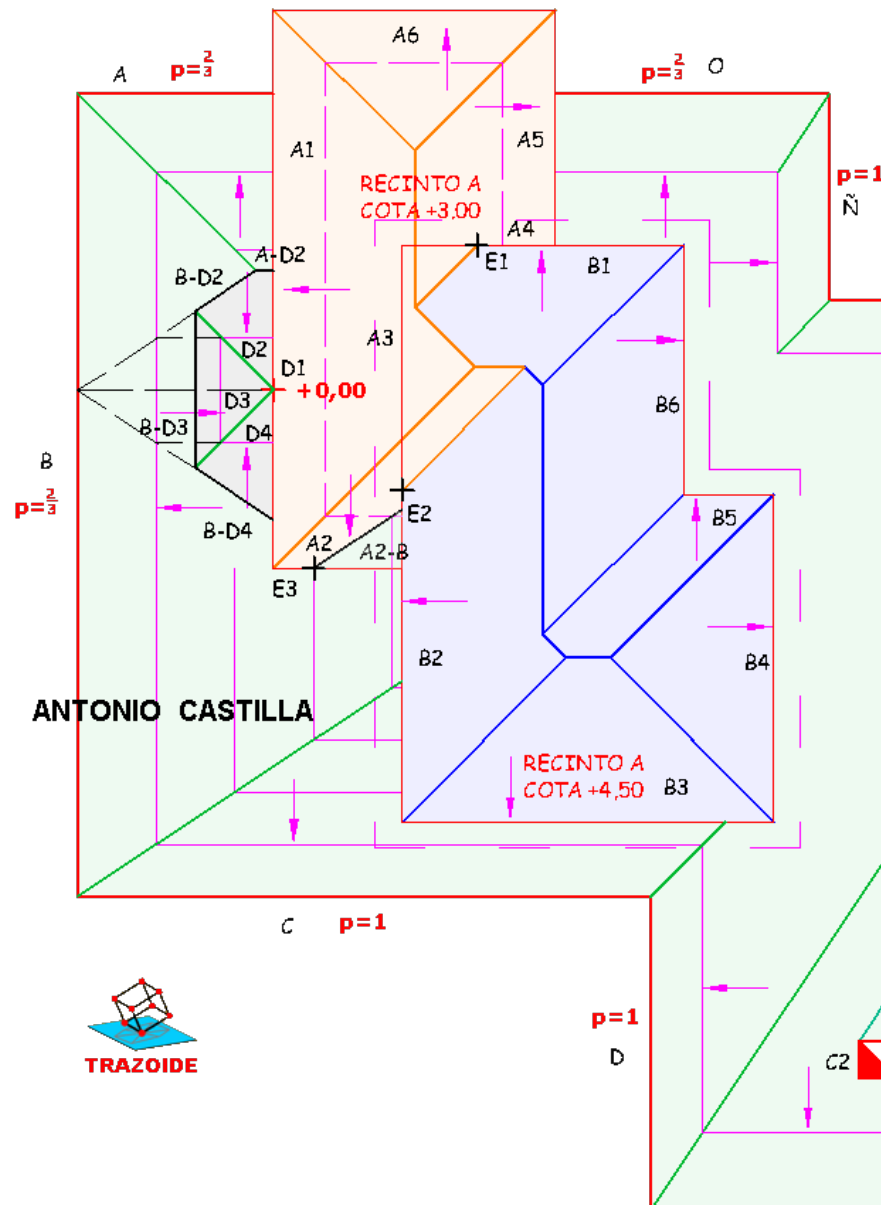 A6
A
p=2/3
p=2/3
O
A1
A5
p=1
Ñ
RECINTO A
COTA +3,00
A4
A-D2
E1
B1
B-D2
A3
D2
D1
+0,00
B6
D3
B-D3
D4
B
p=2/3
B-D4
E2
B5
A2
A2-B
E3
B2
B4
ANTONIO CASTILLA
RECINTO A
COTA +4,50
B3
C
p=1
p=1
D
C2
TRAZOIDE